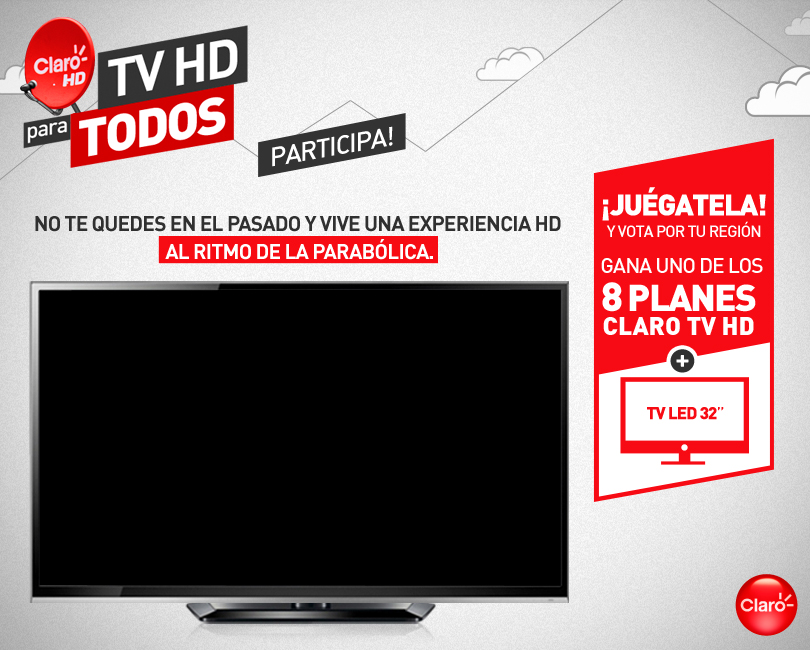 Claro-
HD
TV HD
para
TODOS
PARTICIPA!
NO TE QUEDES EN EL PASADO Y VIVE UNA EXPERIENCIA HD
AL RITMO DE LA PARABÓLICA.
¡JUÉGATELA!
Y VOTA POR TU REGIÓN
GANA UNO DE LOS
8 PLANES
CLARO TV HD
+
TV LED 32’’
Claro-